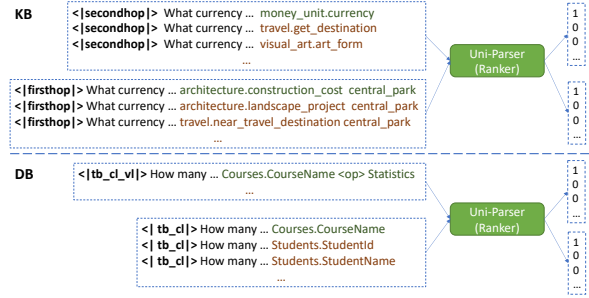 KB
<|secondhop|> What currency ... money_unit.currency
<|secondhop|> What currency ... travel.get_destination
<|secondhop|> What currency ... visual_art.art_form
...
<|firsthop|> What currency ... architecture.construction_cost central_park
<|firsthop|> What currency ... architecture.landscape_project central_park
<|firsthop|> What currency ... travel.near_travel_destination central_park
...
Uni-Parser
(Ranker)
1
0
0
...
1
0
0
...
DB
<|tb_cl_vl|> How many ... Courses.CourseName <op> Statistics
...
<| tb_cl|> How many ... Courses.CourseName
<| tb_cl|> How many ... Students.StudentId
<| tb_cl|> How many ... Students.StudentName
...
Uni-Parser
(Ranker)
1
0
0
...
1
0
0
...